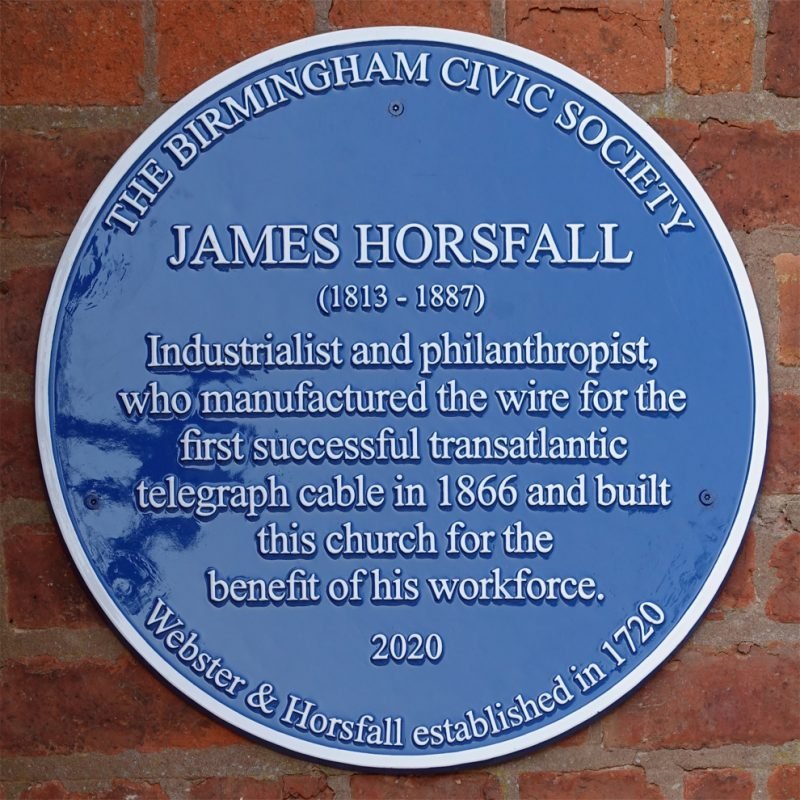 THE BIRMINGHAM CIVIC SOCIETY
JAMES HORSFALL
(1813 - 1887)
Industrialist and philanthropist,
who manufactured the wire for the
first successful transatlantic
telegraph cable in 1866 and built
this church for the
benefit of his workforce.
2020
Webster & Horsfall established in 1720